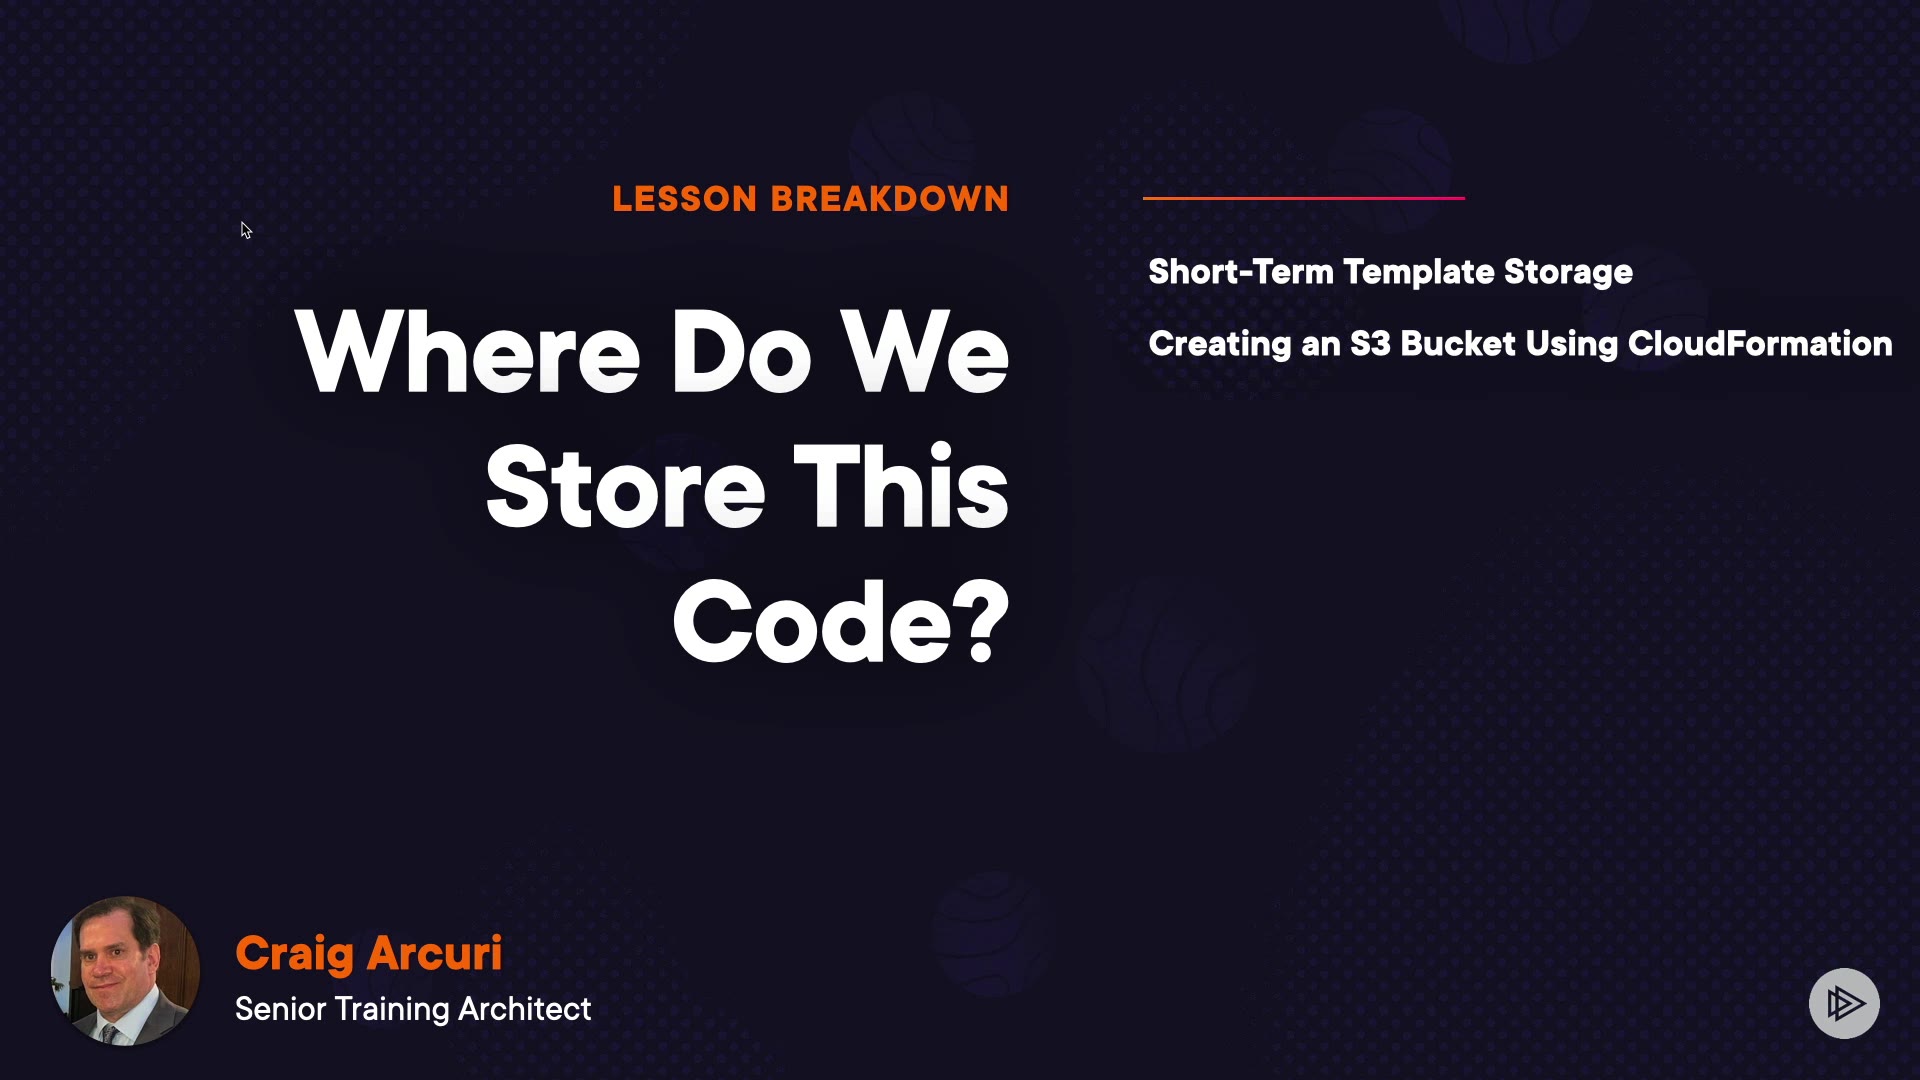 LESSON BREAKDOWN
Where Do We
Store This
Code?
Short-Term Template Storage
Creating an S3 Bucket Using CloudFormation
Craig Arcuri
Senior Training Architect